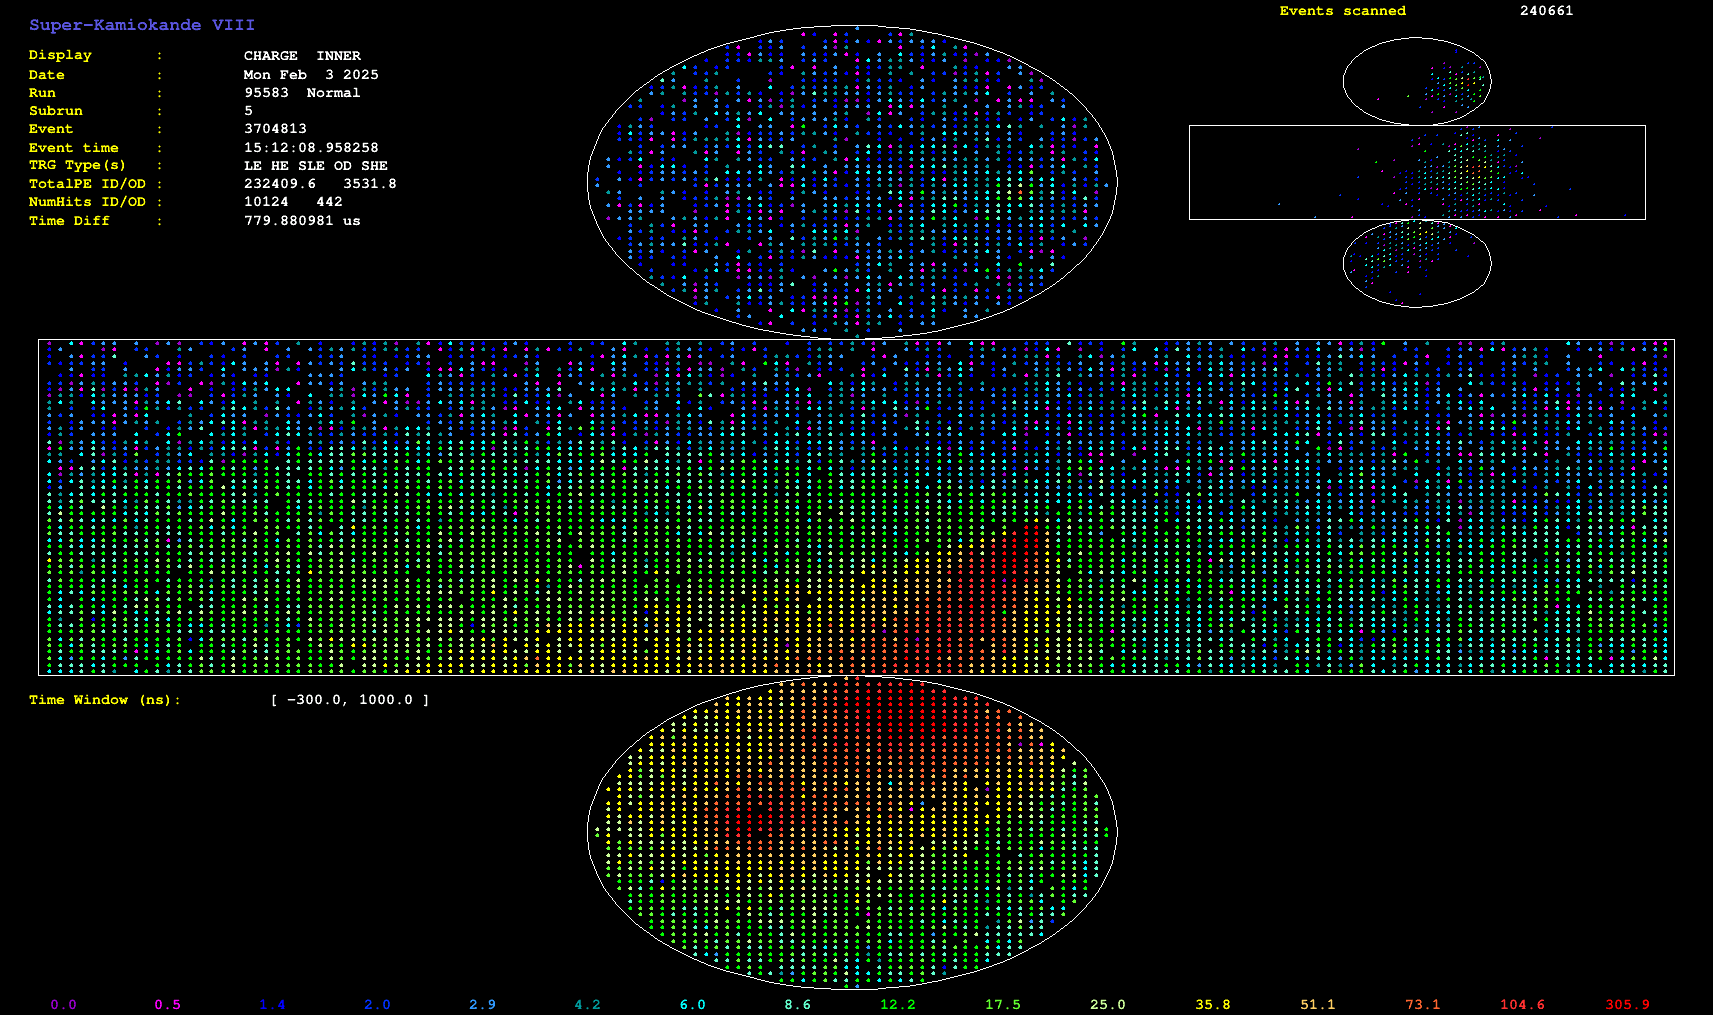 Super-Kamiokande VIII
Events scanned 240661
Display : CHARGE INNER
Date : Mon Feb 3 2025
Run : 95583 Normal
Subrun : 5
Event : 3704813
Event time : 15:12:08.958258
TRG Type(s) : LE HE SLE OD SHE
TotalPE ID/OD : 232409.6 3531.8
NumHits ID/OD : 10124 442
Time Diff : 779.880981 us
Time Window (ns): [ -300.0, 1000.0 ]
0.0 0.5 1.4 2.0 2.9 4.2 6.0 8.6 12.2 17.5 25.0 35.8 51.1 73.1 104.6 305.9